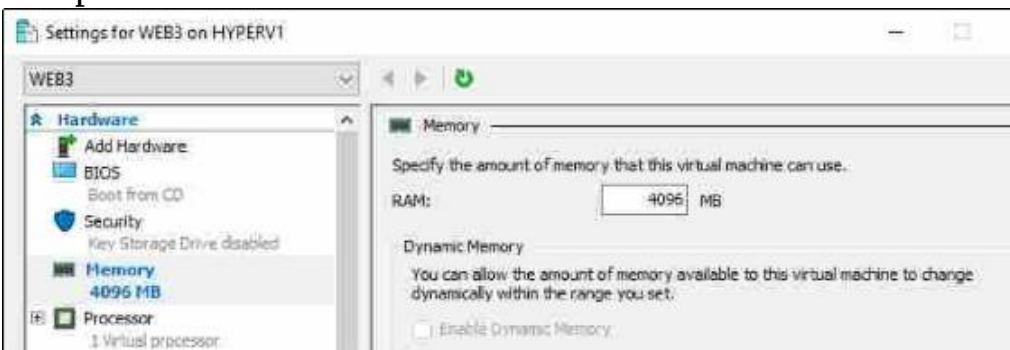 Settings for WEB3 on HYPERV1
WEB3
Hardware
Add Hardware
BIOS
Boot from CD
Security
Key Storage Drive disabled
Memory
4096 MB
Processor
1 Virtual processor
Memory
Specify the amount of memory that this virtual machine can use.
RAM: 4096 MB
Dynamic Memory
You can allow the amount of memory available to this virtual machine to change
dynamically within the range you set.
Enable Dynamic Memory